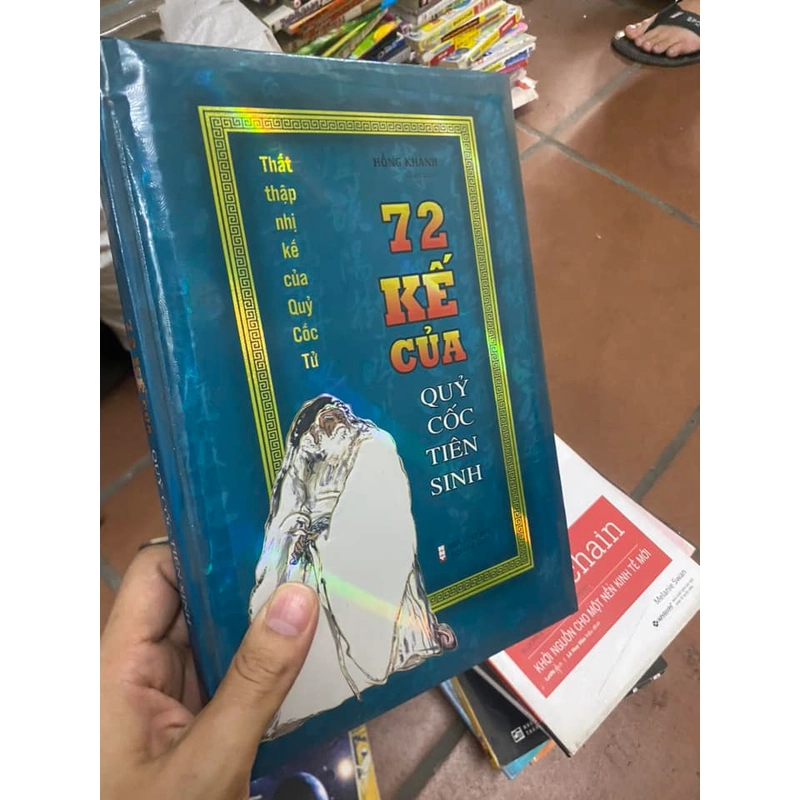 HỒNG KHANH
Thất
thập
nhị
kế
của
Quỷ
Cốc
Tử
72
KẾ
CỦA
QUỶ
CỐC
TIÊN
SINH
chain
KHỞI NGUỒN CHO MỘT NỀN KINH TẾ MỚI
Melanie Swan